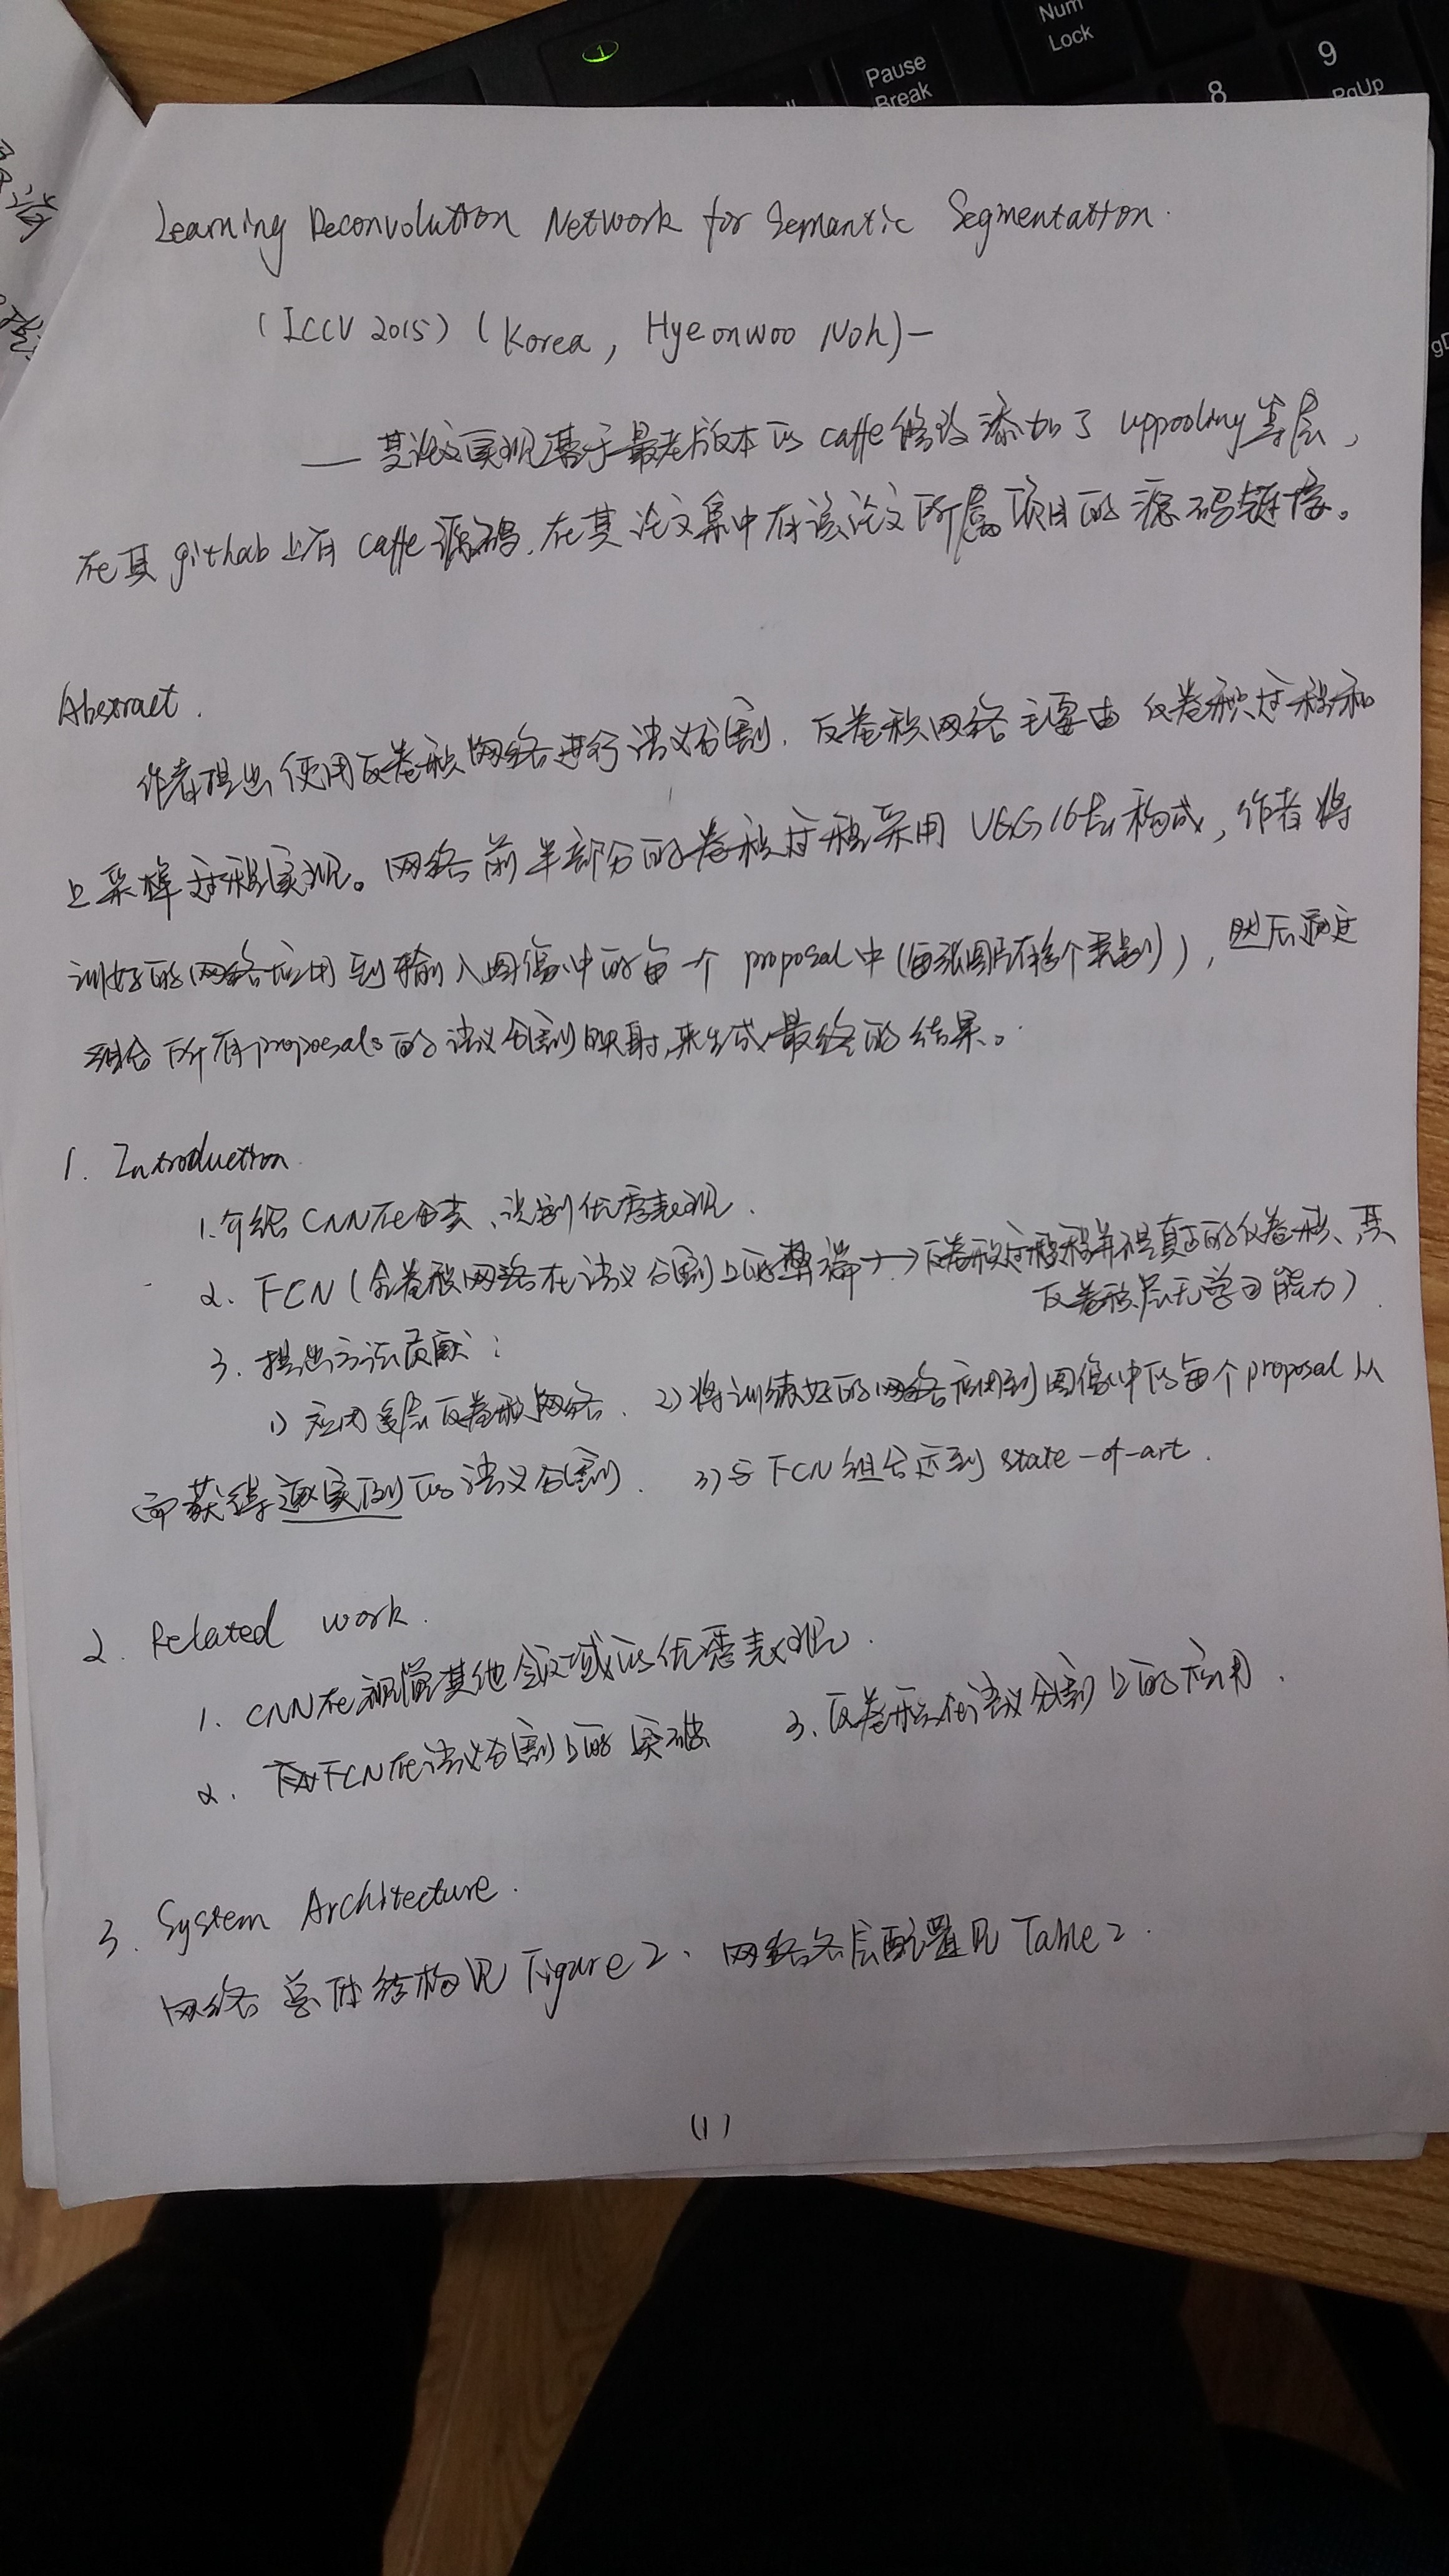 Num
Lock
Pause
Break
9
PgUp
8
Learning Deconvolution Network for Semantic Segmentation.
(ICCV 2015) (Korea, Hyeonwoo Noh)—
—— 其论文实现基于最老版本的 caffe 修改添加了 uppooling 等层,
在其 githab 上有 caffe 源码,在其论文集中有该论文所属项目的源码链接。
Abstract.
作者提出使用反卷积网络进行语义分割. 反卷积网络主要由 反卷积过程和
上采样过程实现。网络前半部分的卷积过程采用 VGG16去构成, 作者将
训好的网络应用到输入图像中的每一个 proposal 中(每张图片有多个类别), 然后通过
组合所有proposals的语义分割映射,来生成最终的结果。
1. Introduction.
1.介绍 CNN在分类、识别优秀表现.
2. FCN (全卷积网络在语义分割上的弊端 → 反卷积过程并不是真正的反卷积、其
反卷积层无学习能力).
3. 提出方法贡献:
1) 应用多层反卷积网络. 2)将训练好的网络应用到图像中的每个proposal从
而获得逐实例的语义分割. 3)与FCN组合达到 state-of-art.
2. Related work.
1. CNN在视觉其他领域的优秀表现.
2. FCN在语义分割上的突破 3. 反卷积在语义分割上的应用.
3. System Architecture.
网络总体结构见 Figure 2、网络各层配置见 Table 2.
(1)